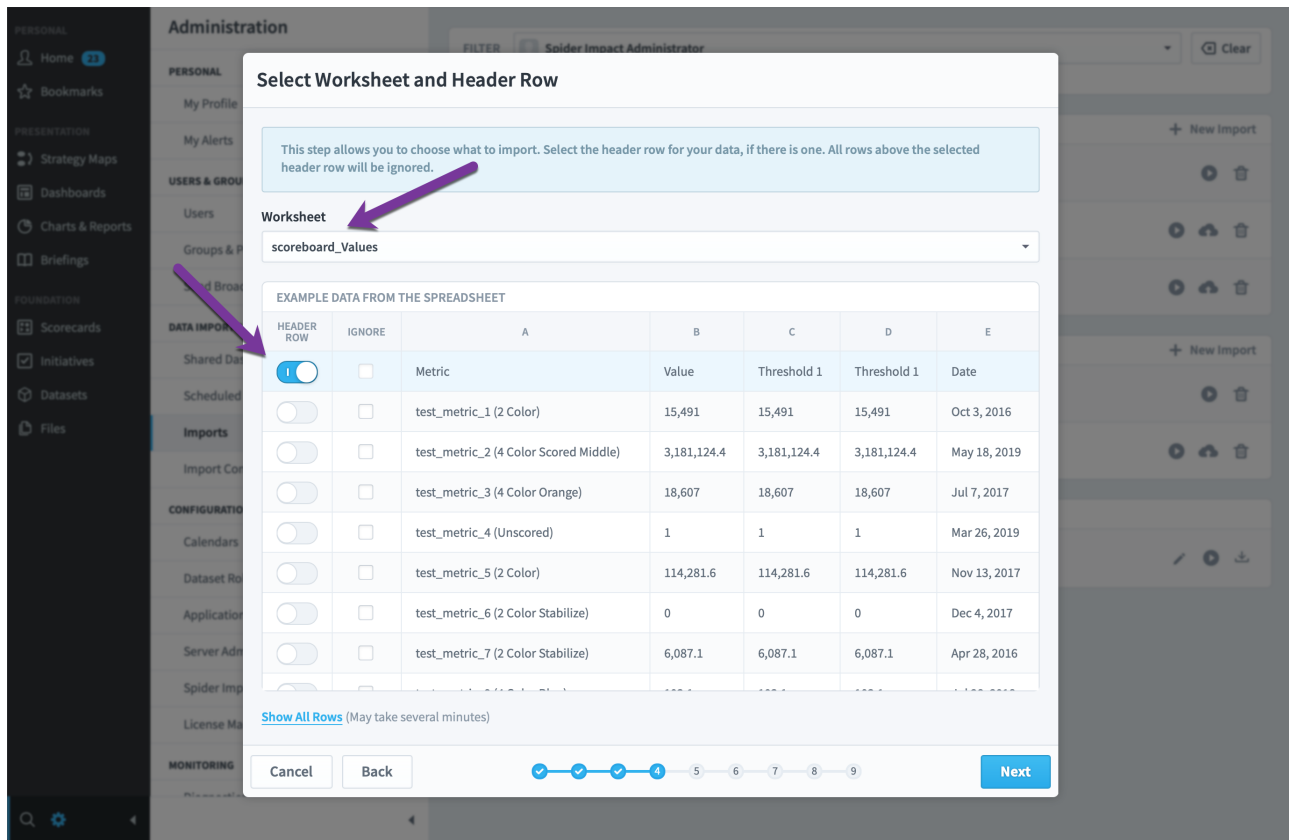 PERSONAL
Home 23
Bookmarks
PRESENTATION
Strategy Maps
Dashboards
Charts & Reports
Briefings
FOUNDATION
Scorecards
Initiatives
Datasets
Files
Administration
PERSONAL
My Profile
My Alerts
USERS & GROU
Users
Groups & P
DATA IMPOR
Shared Da
Scheduled
Imports
Import Con
CONFIGURATIO
Calendars
Dataset Ro
Application
Server Adm
Spider Imp
License Ma
MONITORING
FILTER Spider Impact Administrator Clear
New Import
New Import
Select Worksheet and Header Row
This step allows you to choose what to import. Select the header row for your data, if there is one. All rows above the selected
header row will be ignored.
Worksheet
scoreboard_Values
EXAMPLE DATA FROM THE SPREADSHEET
HEADER ROW IGNORE A B C D E
Metric Value Threshold 1 Threshold 1 Date
test_metric_1 (2 Color) 15,491 15,491 15,491 Oct 3, 2016
test_metric_2 (4 Color Scored Middle) 3,181,124.4 3,181,124.4 3,181,124.4 May 18, 2019
test_metric_3 (4 Color Orange) 18,607 18,607 18,607 Jul 7, 2017
test_metric_4 (Unscored) 1 1 1 Mar 26, 2019
test_metric_5 (2 Color) 114,281.6 114,281.6 114,281.6 Nov 13, 2017
test_metric_6 (2 Color Stabilize) 0 0 0 Dec 4, 2017
test_metric_7 (2 Color Stabilize) 6,087.1 6,087.1 6,087.1 Apr 28, 2016
Show All Rows (May take several minutes)
Cancel Back 4 5 6 7 8 9 Next